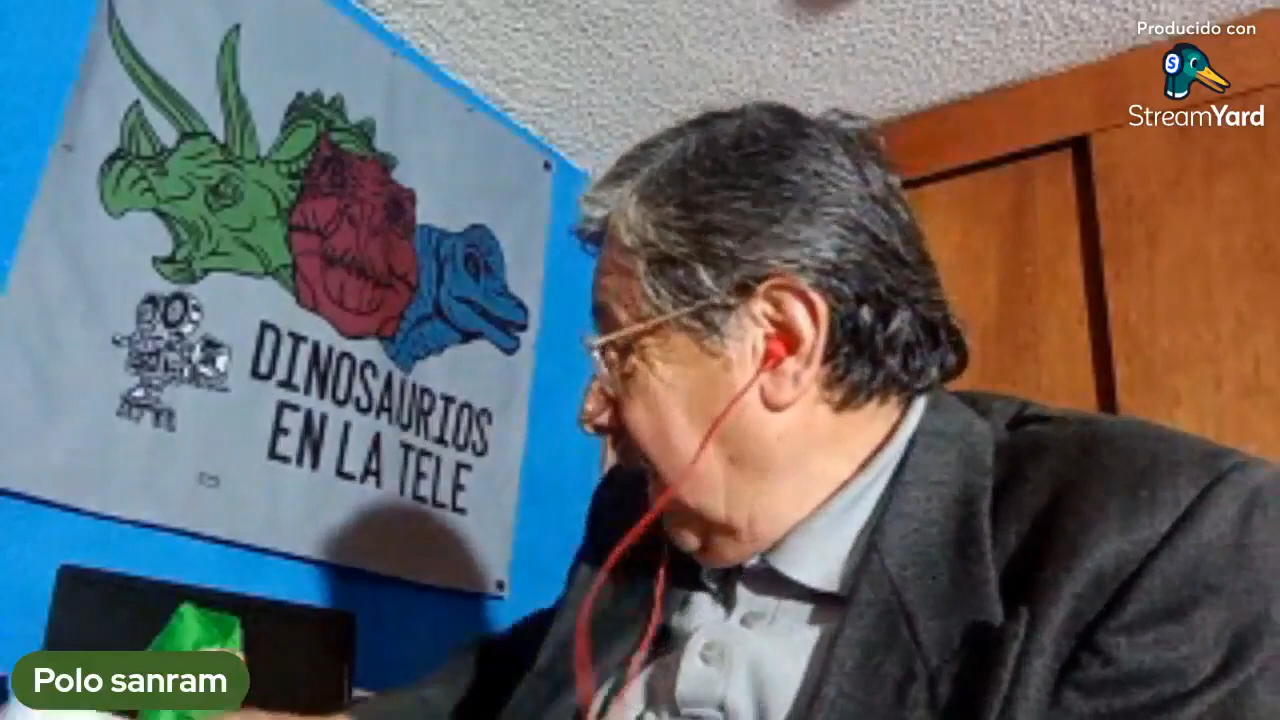 Producido con
StreamYard
DINOSAURIOS
EN LA TELE
Polo sanram